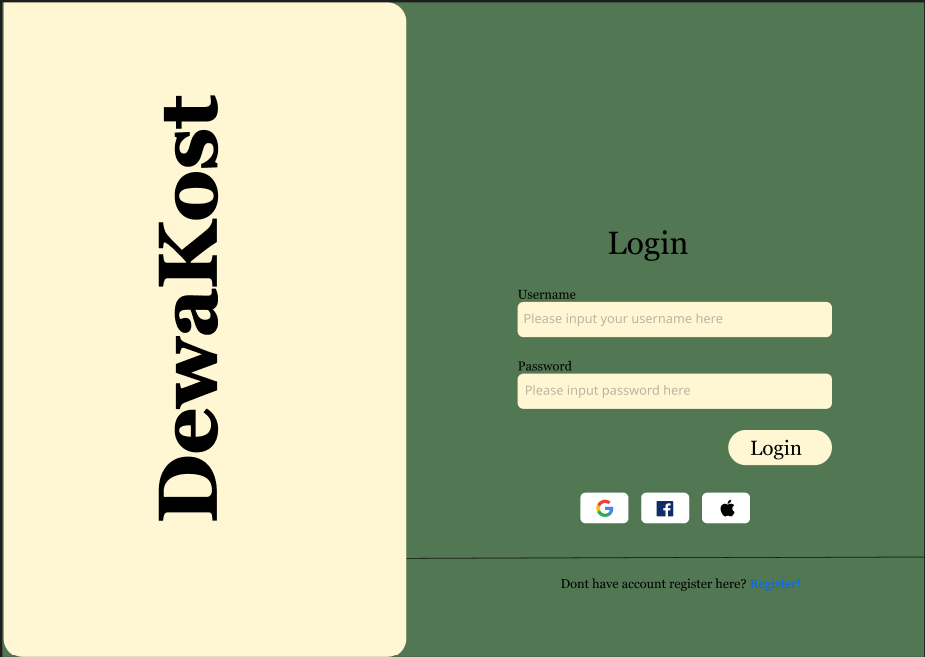 DewaKost
Login
Username
Please input your username here
Password
Please input password here
Login
Dont have account register here? Register!